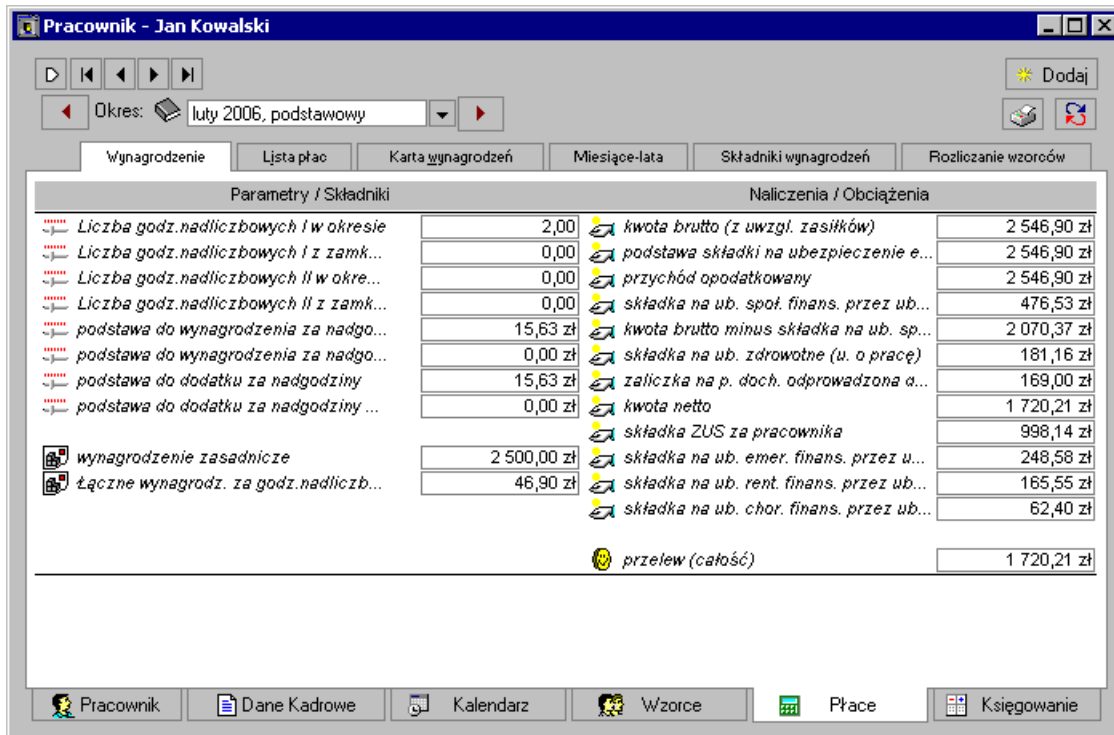 Pracownik - Jan Kowalski
Dodaj
Okres: luty 2006, podstawowy
Wynagrodzenie Lista płac Karta wynagrodzeń Miesiące-lata Składniki wynagrodzeń Rozliczanie wzorców
Parametry / Składniki Naliczenia / Obciążenia
Liczba godz.nadliczbowych I w okresie 2,00 kwota brutto (z uwzgl. zasiłków) 2 546,90 zł
Liczba godz.nadliczbowych I z zamk... 0,00 podstawa składki na ubezpieczenie e... 2 546,90 zł
Liczba godz.nadliczbowych II w okre... 0,00 przychód opodatkowany 2 546,90 zł
Liczba godz.nadliczbowych II z zamk... 0,00 składka na ub. społ. finans. przez ub... 476,53 zł
podstawa do wynagrodzenia za nadgo... 15,63 zł kwota brutto minus składka na ub. sp... 2 070,37 zł
podstawa do wynagrodzenia za nadgo... 0,00 zł składka na ub. zdrowotne (u. o pracę) 181,16 zł
podstawa do dodatku za nadgodziny 15,63 zł zaliczka na p. doch. odprowadzona d... 169,00 zł
podstawa do dodatku za nadgodziny ... 0,00 zł kwota netto 1 720,21 zł
składka ZUS za pracownika 998,14 zł
wynagrodzenie zasadnicze 2 500,00 zł składka na ub. emer. finans. przez u... 248,58 zł
Łączne wynagrodz. za godz.nadliczb... 46,90 zł składka na ub. rent. finans. przez ub... 165,55 zł
składka na ub. chor. finans. przez ub... 62,40 zł
przelew (całość) 1 720,21 zł
Pracownik Dane Kadrowe Kalendarz Wzorce Płace Księgowanie